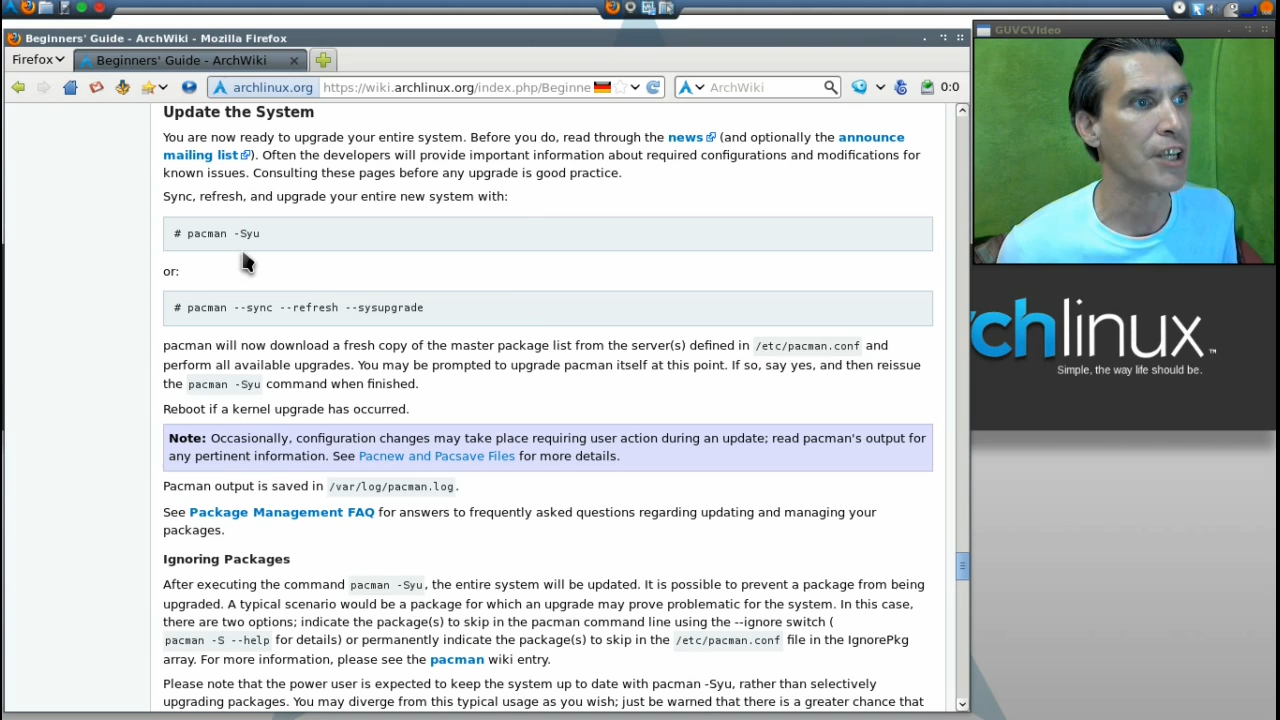 Beginners' Guide - ArchWiki - Mozilla Firefox
GUVCVideo
Firefox
Beginners' Guide - ArchWiki
archlinux.org
https://wiki.archlinux.org/index.php/Beginne
ArchWiki
0:0
Update the System
You are now ready to upgrade your entire system. Before you do, read through the news (and optionally the announce
mailing list). Often the developers will provide important information about required configurations and modifications for
known issues. Consulting these pages before any upgrade is good practice.
Sync, refresh, and upgrade your entire new system with:
# pacman -Syu
or:
# pacman --sync --refresh --sysupgrade
pacman will now download a fresh copy of the master package list from the server(s) defined in /etc/pacman.conf and
perform all available upgrades. You may be prompted to upgrade pacman itself at this point. If so, say yes, and then reissue
the pacman -Syu command when finished.
Reboot if a kernel upgrade has occurred.
Note: Occasionally, configuration changes may take place requiring user action during an update; read pacman's output for
any pertinent information. See Pacnew and Pacsave Files for more details.
Pacman output is saved in /var/log/pacman.log.
See Package Management FAQ for answers to frequently asked questions regarding updating and managing your
packages.
Ignoring Packages
After executing the command pacman -Syu, the entire system will be updated. It is possible to prevent a package from being
upgraded. A typical scenario would be a package for which an upgrade may prove problematic for the system. In this case,
there are two options; indicate the package(s) to skip in the pacman command line using the --ignore switch (
pacman -S --help for details) or permanently indicate the package(s) to skip in the /etc/pacman.conf file in the IgnorePkg
array. For more information, please see the pacman wiki entry.
Please note that the power user is expected to keep the system up to date with pacman -Syu, rather than selectively
upgrading packages. You may diverge from this typical usage as you wish; just be warned that there is a greater chance that
chlinux™
Simple, the way life should be.